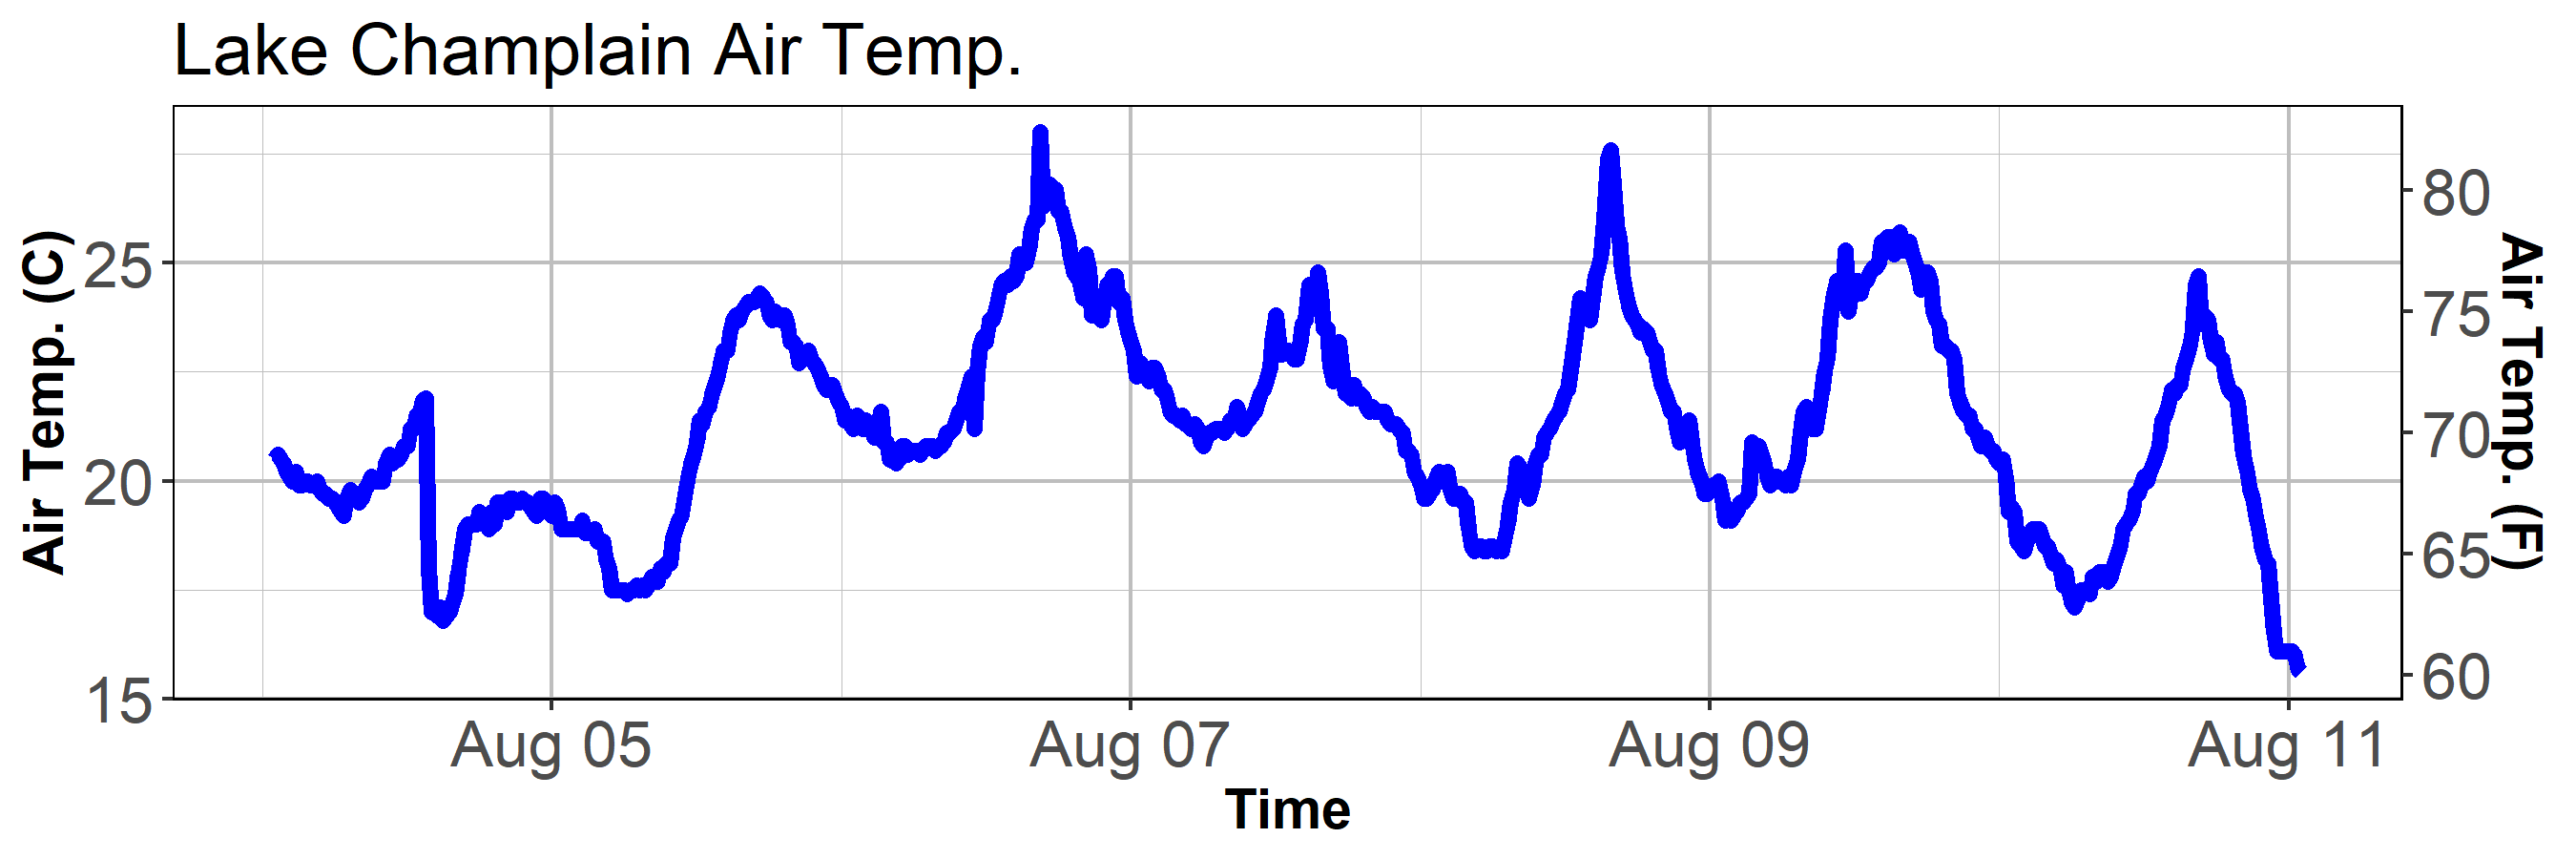 Lake Champlain Air Temp.
Air Temp. (C)
25
20
15
80
75
70
65
60
Air Temp. (F)
Aug 05
Aug 07
Aug 09
Aug 11
Time